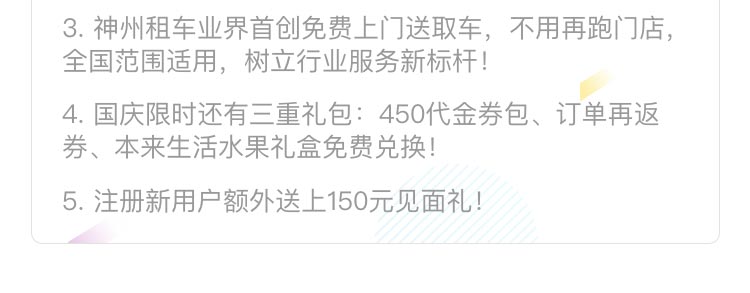 3. 神州租车业界首创免费上门送取车，不用再跑门店，
全国范围适用，树立行业服务新标杆！
4. 国庆限时还有三重礼包：450代金券包、订单再返
券、本来生活水果礼盒免费兑换！
5. 注册新用户额外送上150元见面礼！